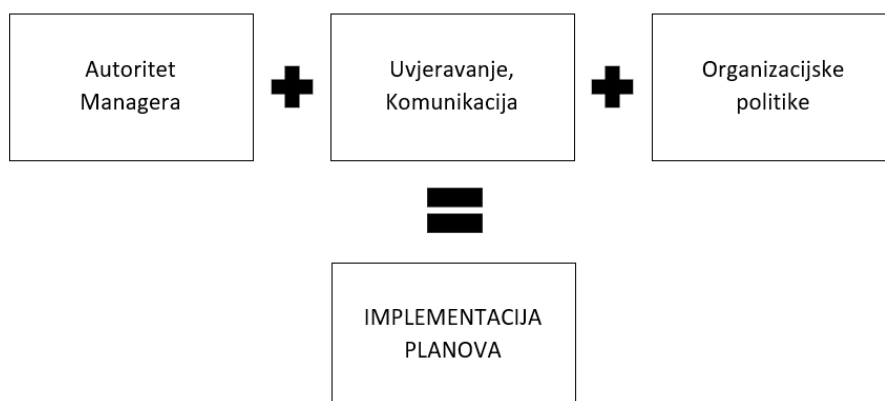 Autoritet
Managera
Uvjeravanje,
Komunikacija
Organizacijske
politike
IMPLEMENTACIJA
PLANOVA